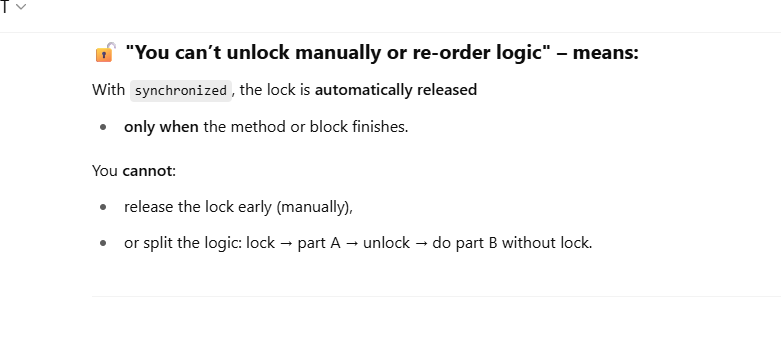 T
🔓 "You can’t unlock manually or re-order logic" – means:
With synchronized, the lock is automatically released
• only when the method or block finishes.
You cannot:
• release the lock early (manually),
• or split the logic: lock → part A → unlock → do part B without lock.